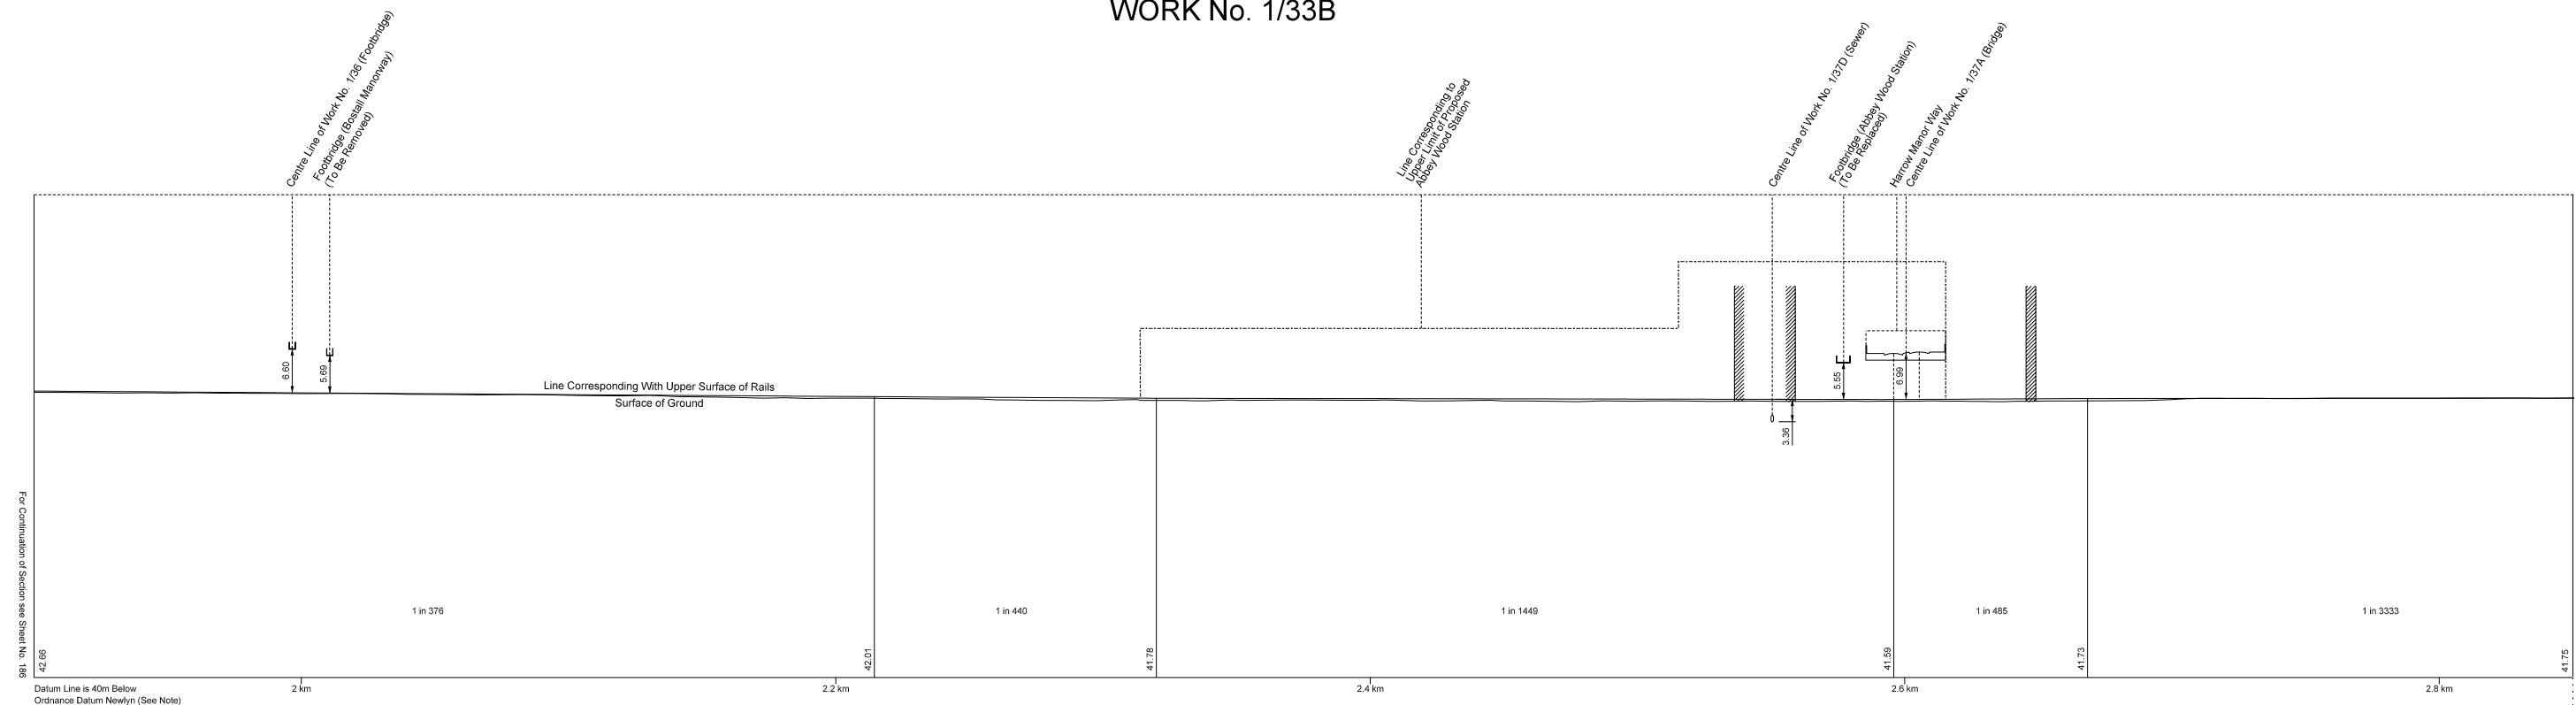 WORK No. 1/33B
Centre Line of Work No. 1/36 (Footbridge)
Footbridge (Bostall Manorway)
(To Be Removed)
Line Corresponding to
Upper Limit of Proposed
Abbey Wood Station
Centre Line of Work No. 1/37D (Sewer)
Footbridge (Abbey Wood Station)
(To Be Replaced)
Harrow Manor Way
Centre Line of Work No. 1/37A (Bridge)
6.60
5.69
5.55
6.99
Line Corresponding With Upper Surface of Rails
Surface of Ground
3.36
For Continuation of Section see Sheet No. 186
1 in 376
1 in 440
1 in 1449
1 in 485
1 in 3333
42.66
42.01
41.78
41.59
41.73
41.75
Datum Line is 40m Below
Ordnance Datum Newlyn (See Note)
2 km
2.2 km
2.4 km
2.6 km
2.8 km